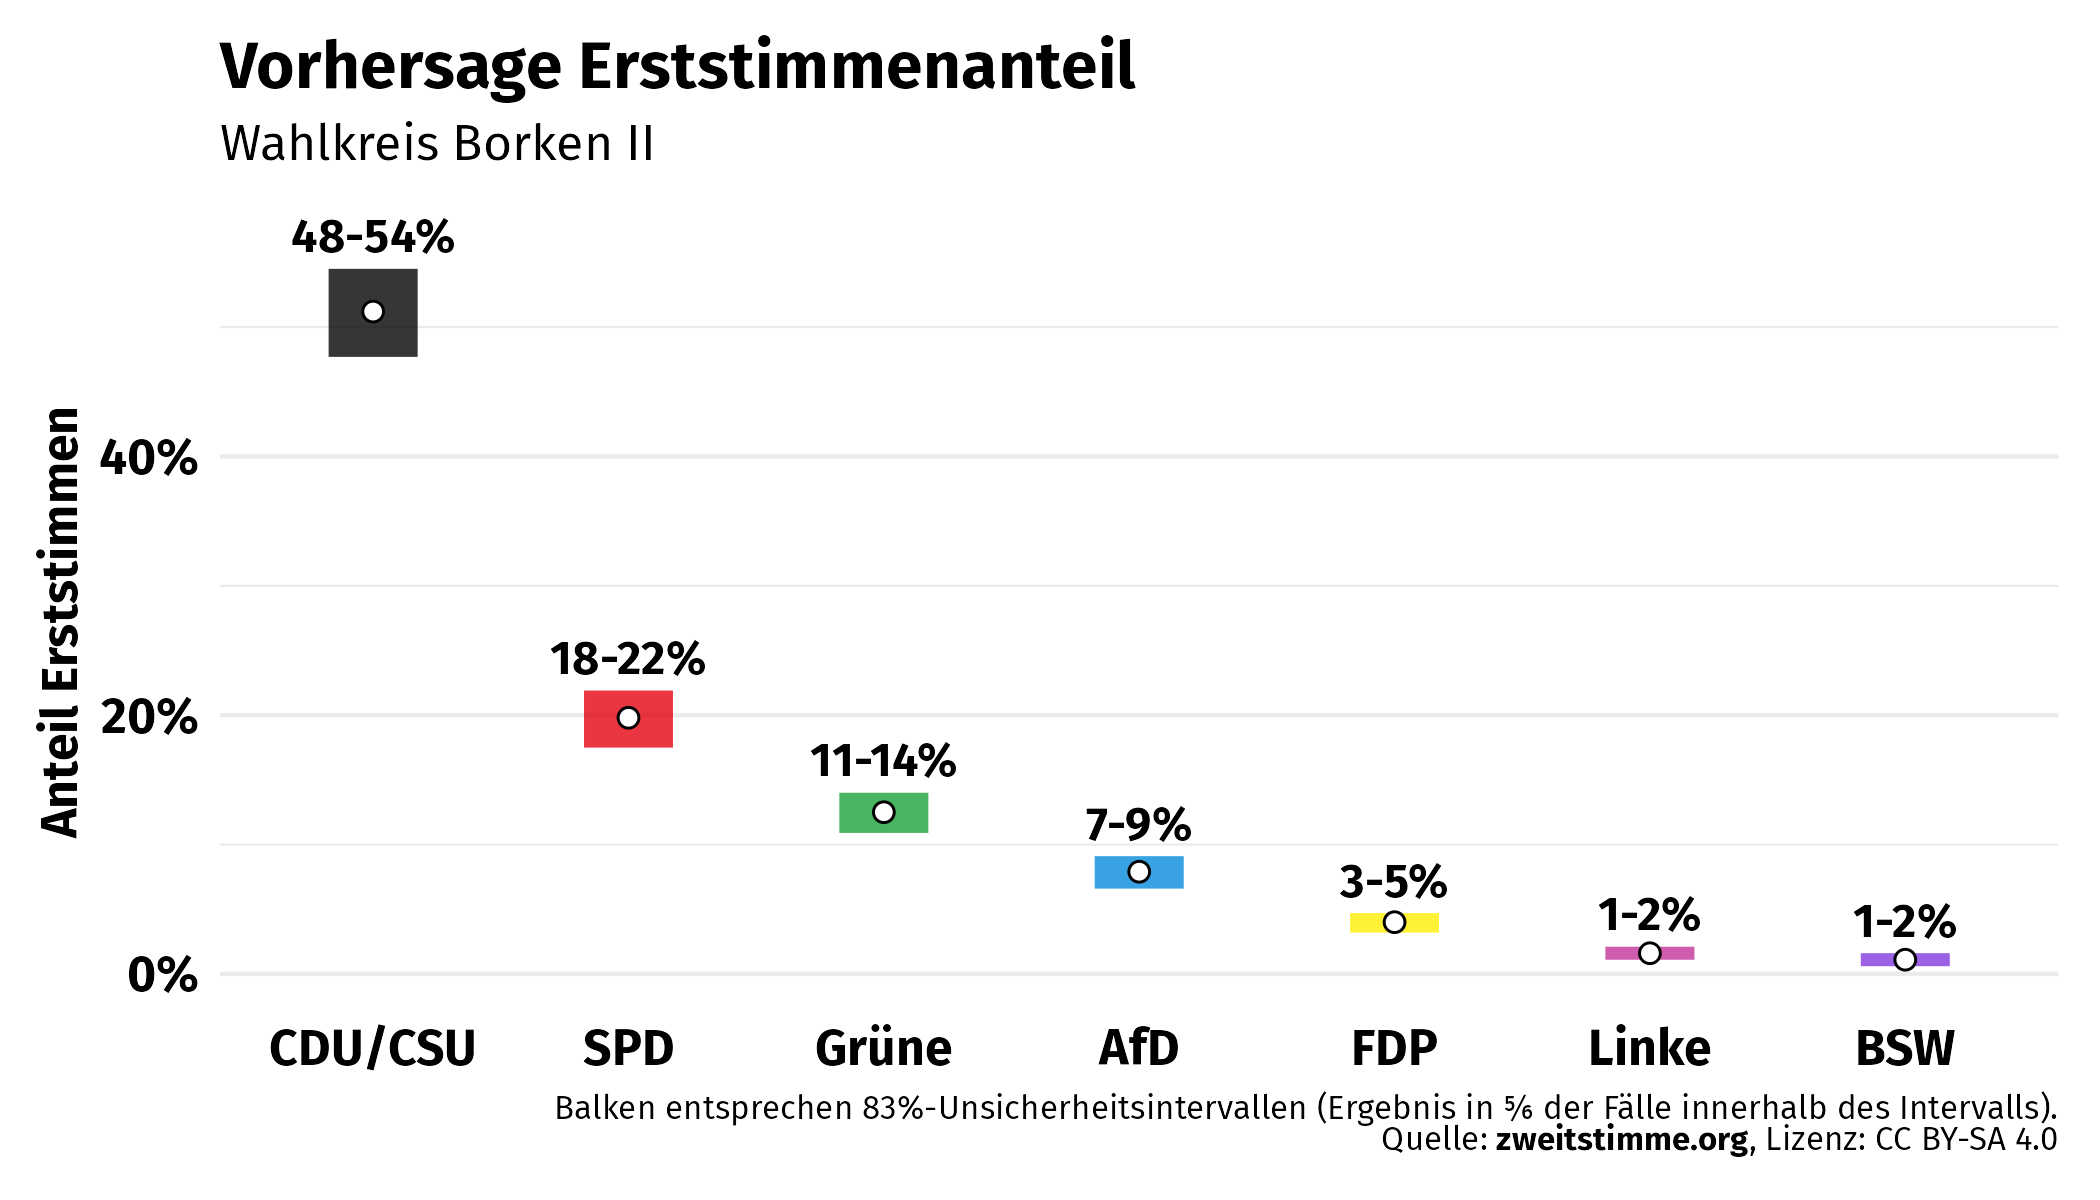 Vorhersage Erststimmenanteil
Wahlkreis Borken II
48-54%
18-22%
11-14%
7-9%
3-5%
1-2%
1-2%
Anteil Erststimmen
40%
20%
0%
CDU/CSU
SPD
Grüne
AfD
FDP
Linke
BSW
Balken entsprechen 83%-Unsicherheitsintervallen (Ergebnis in ⅚ der Fälle innerhalb des Intervalls).
Quelle: zweitstimme.org, Lizenz: CC BY-SA 4.0